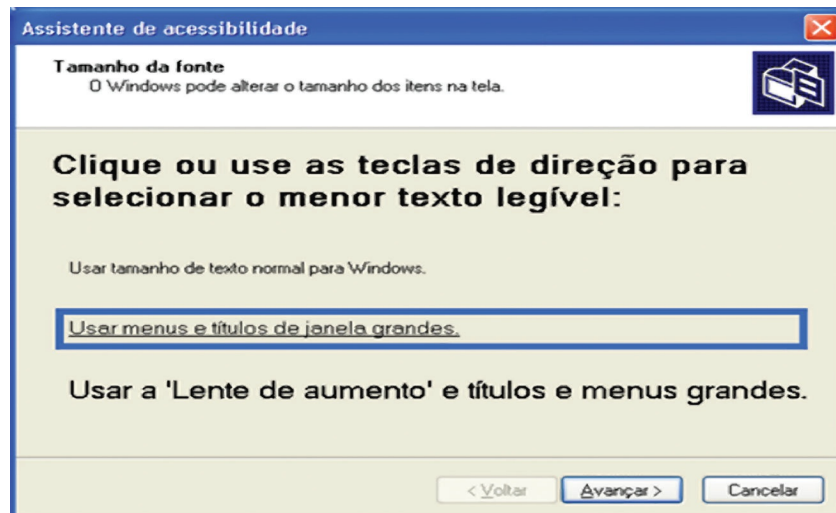 Assistente de acessibilidade
Tamanho da fonte
O Windows pode alterar o tamanho dos itens na tela.
Clique ou use as teclas de direção para
selecionar o menor texto legível:
Usar tamanho de texto normal para Windows.
Usar menus e títulos de janela grandes.
Usar a 'Lente de aumento' e títulos e menus grandes.
< Voltar Avançar > Cancelar